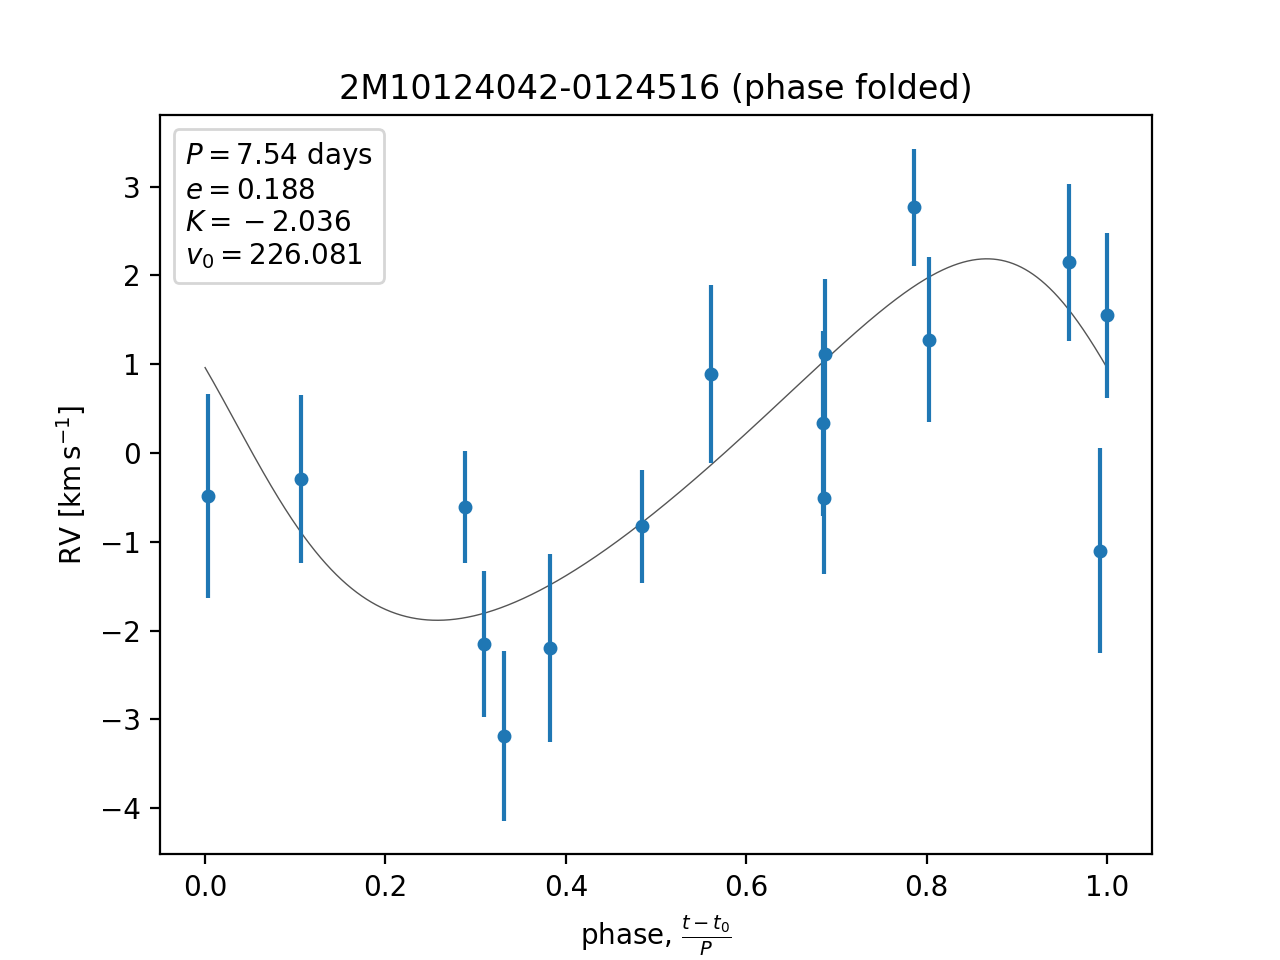 2M10124042-0124516 (phase folded)
P = 7.54 days
e = 0.188
K = −2.036
v₀ = 226.081
3
2
1
0
−1
−2
−3
−4
RV [km s⁻¹]
0.0 0.2 0.4 0.6 0.8 1.0
phase, (t − t₀)/P